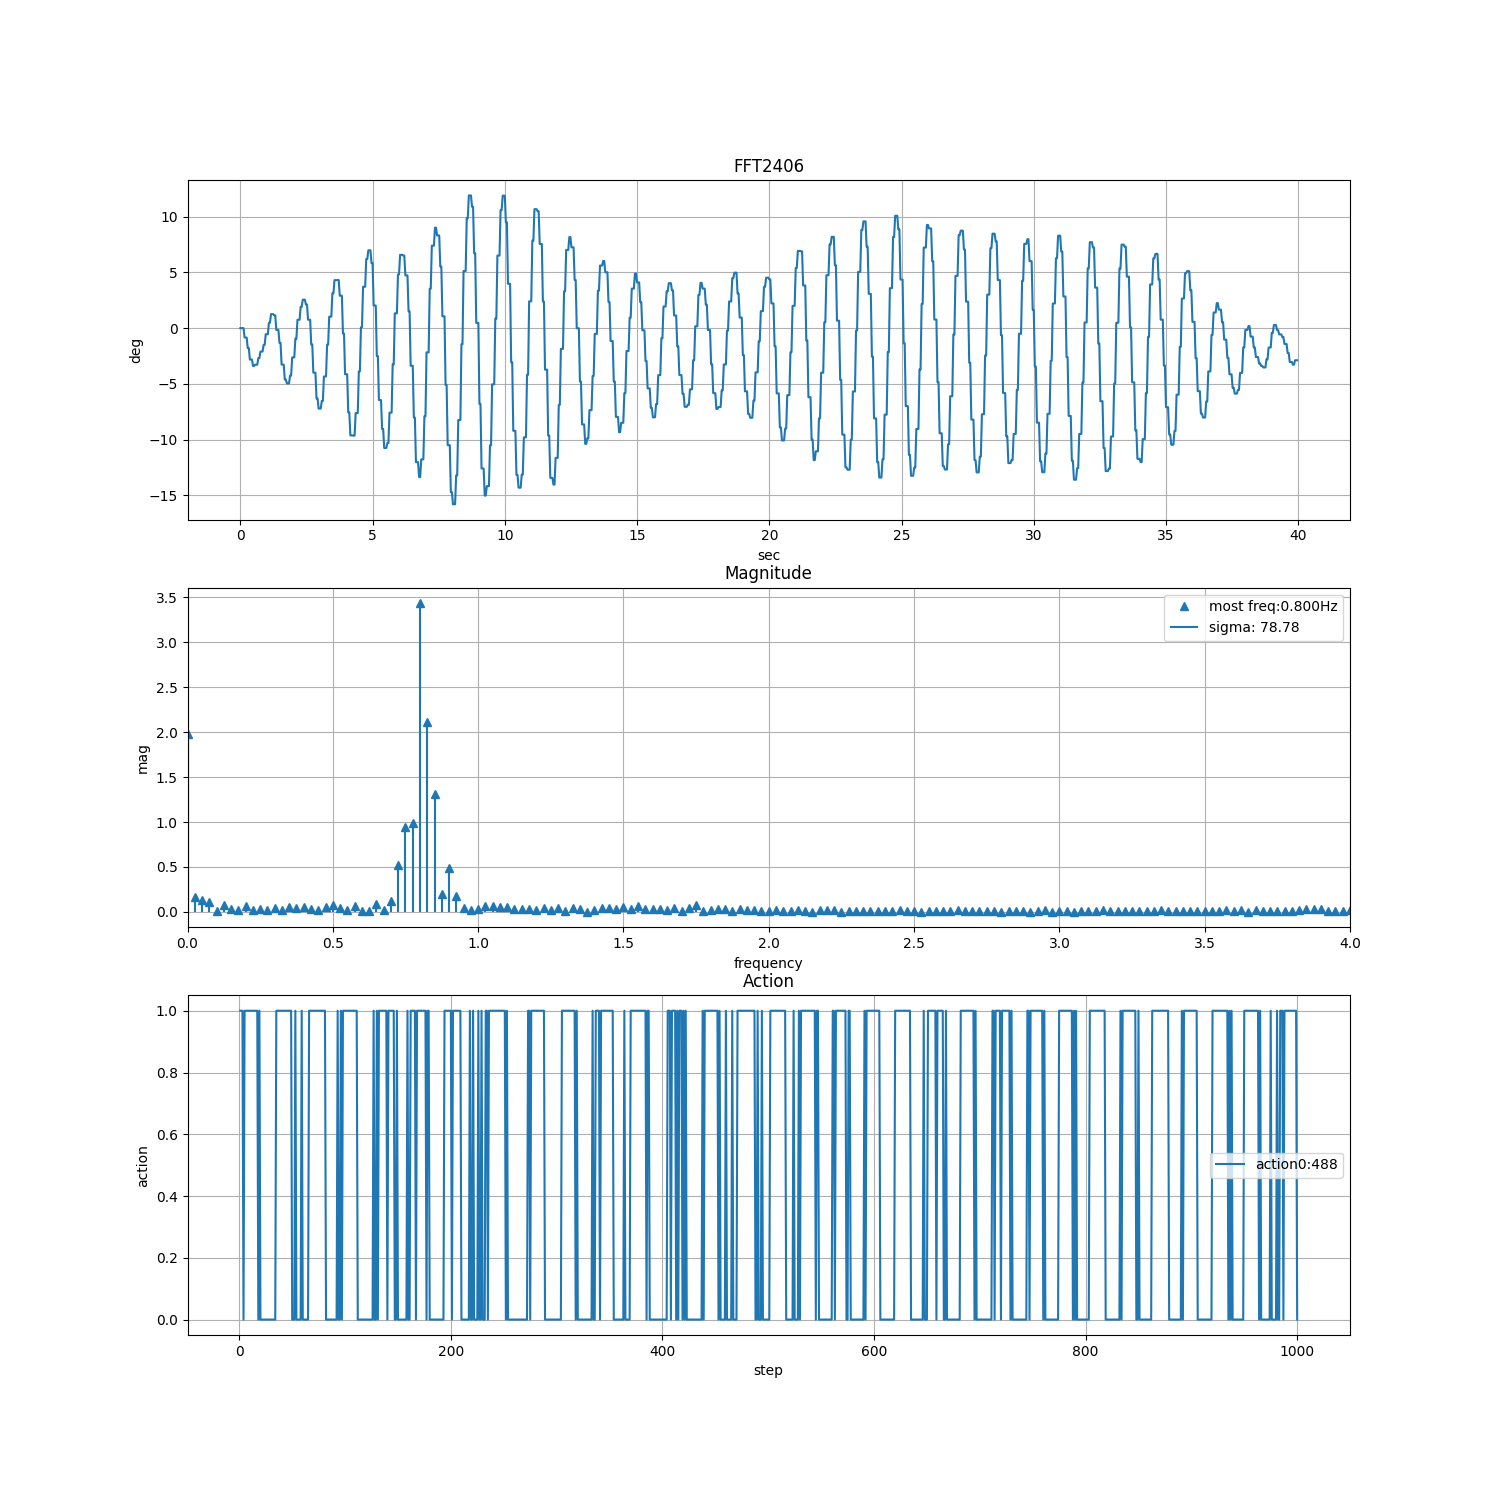 FFT2406
10
5
0
−5
−10
−15
deg
0 5 10 15 20 25 30 35 40
sec
Magnitude
3.5
3.0
2.5
2.0
1.5
1.0
0.5
0.0
mag
most freq:0.800Hz
sigma: 78.78
0.0 0.5 1.0 1.5 2.0 2.5 3.0 3.5 4.0
frequency
Action
1.0
0.8
0.6
0.4
0.2
0.0
action
action0:488
0 200 400 600 800 1000
step